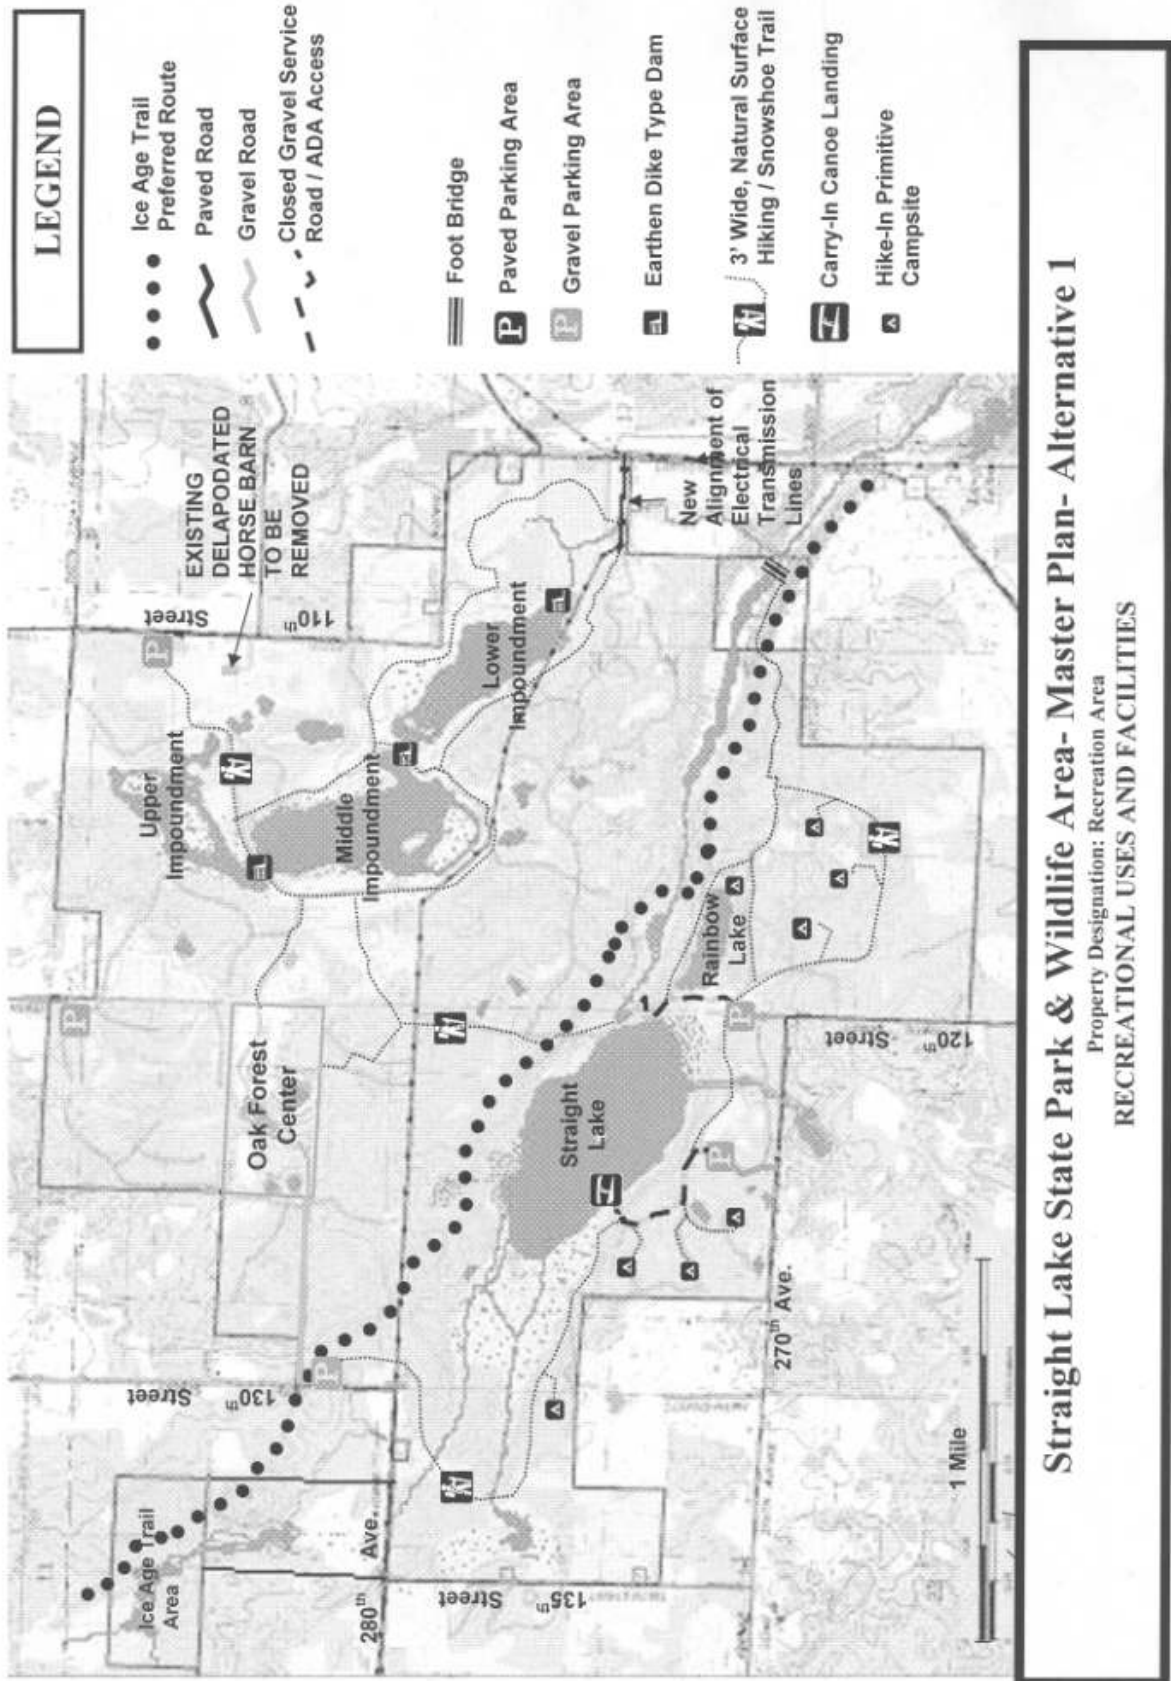 LEGEND
Ice Age Trail
Preferred Route
Paved Road
Gravel Road
Closed Gravel Service
Road / ADA Access
Foot Bridge
P Paved Parking Area
P Gravel Parking Area
Earthen Dike Type Dam
3' Wide, Natural Surface
Hiking / Snowshoe Trail
Carry-In Canoe Landing
Hike-In Primitive
Campsite
EXISTING
DELAPODATED
HORSE BARN
TO BE
REMOVED
110th Street
P
Upper
Impoundment
Middle
Impoundment
Lower
Impoundment
New
Alignment of
Electrical
Transmission
Lines
P
Oak Forest
Center
Rainbow
Lake
Straight
Lake
P
P
120th Street
270th Ave.
P
130th Street
Ice Age Trail
Area
280th Ave.
135th Street
1 Mile
Straight Lake State Park & Wildlife Area- Master Plan- Alternative 1
Property Designation: Recreation Area
RECREATIONAL USES AND FACILITIES